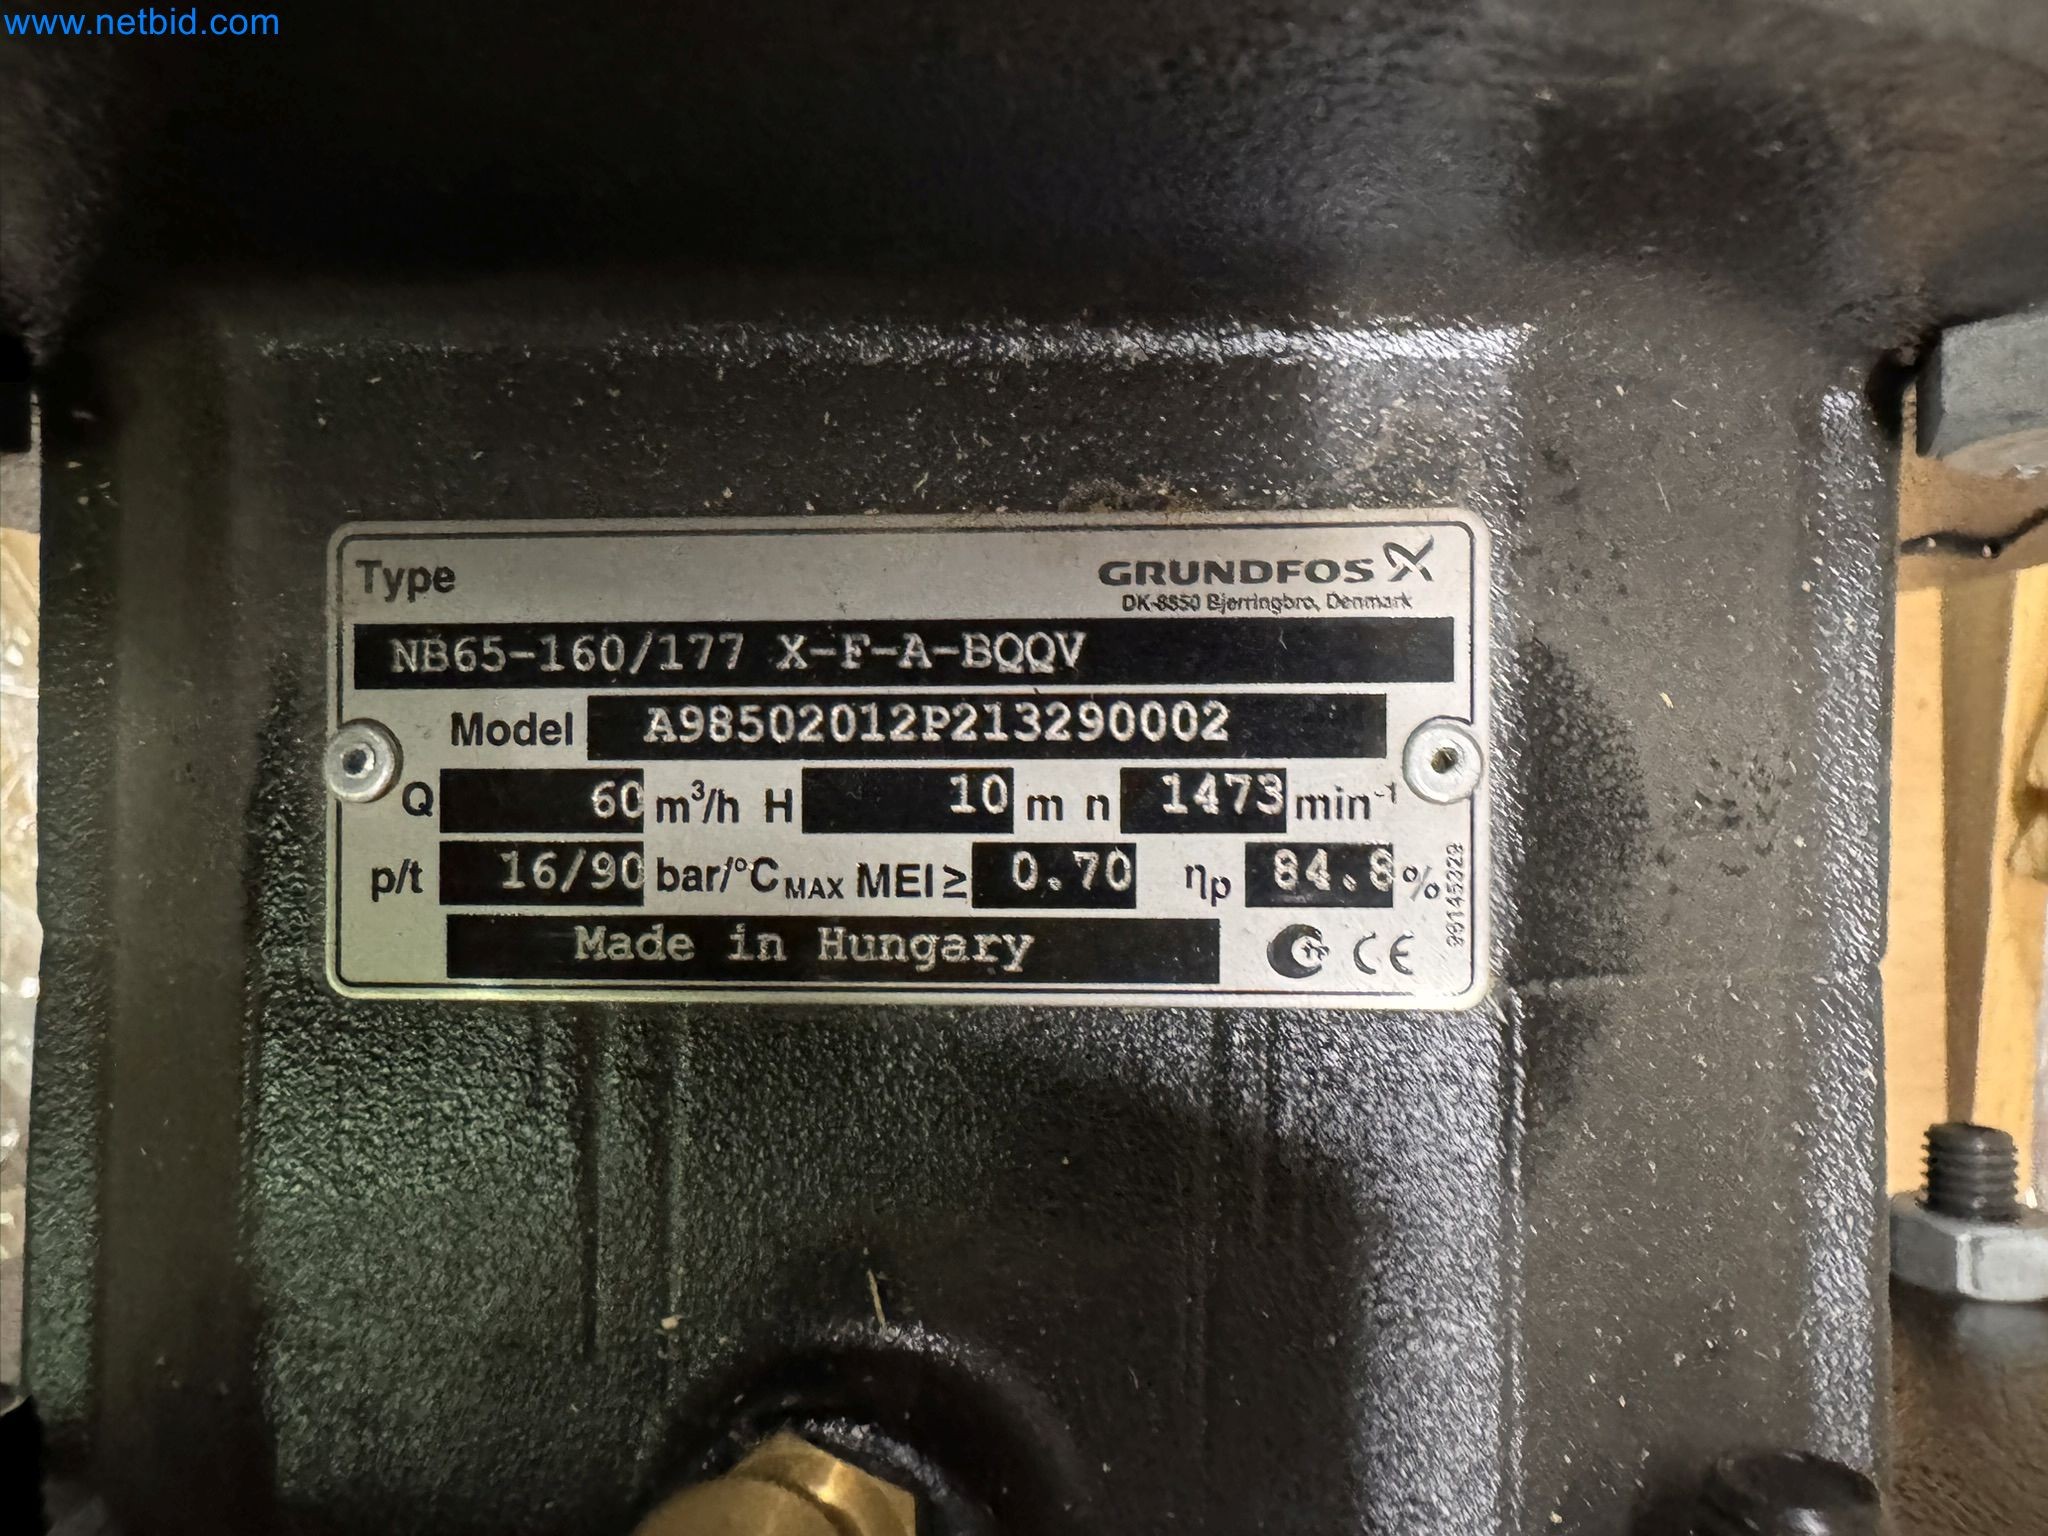 www.netbid.com
Type
GRUNDFOS
DK-8850 Bjerringbro, Denmark
NB65-160/177 X-F-A-BQQV
Model A98502012P213290002
Q 60 m³/h H 10 m n 1473 min⁻¹
p/t 16/90 bar/°C MAX MEI ≥ 0.70 ηp 84.8 %
Made in Hungary
CE